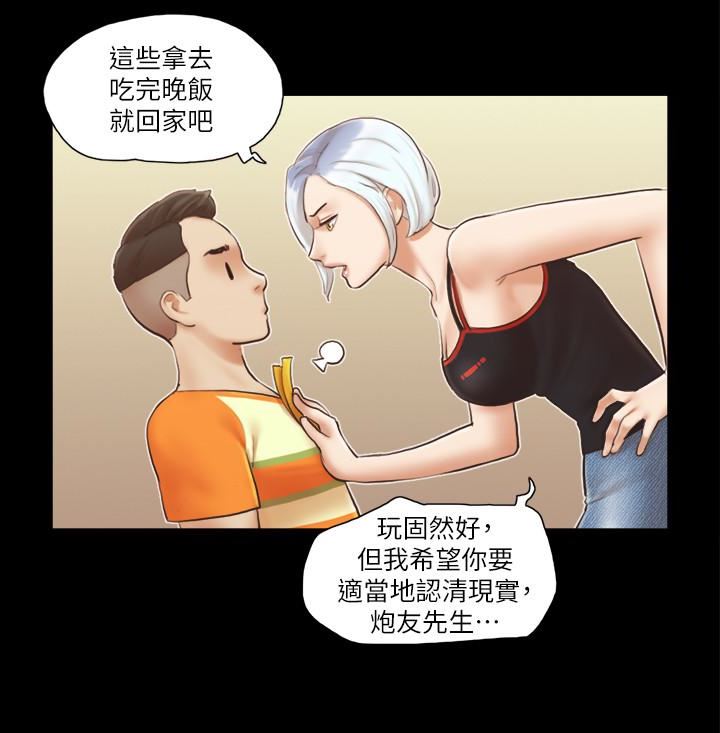 這些拿去
吃完晚飯
就回家吧
玩固然好，
但我希望你要
適當地認清現實，
炮友先生⋯